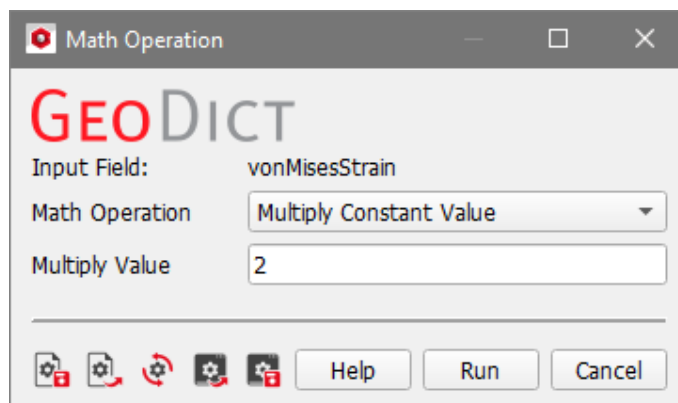 Math Operation
GEODICT
Input Field: vonMisesStrain
Math Operation Multiply Constant Value
Multiply Value 2
Help Run Cancel